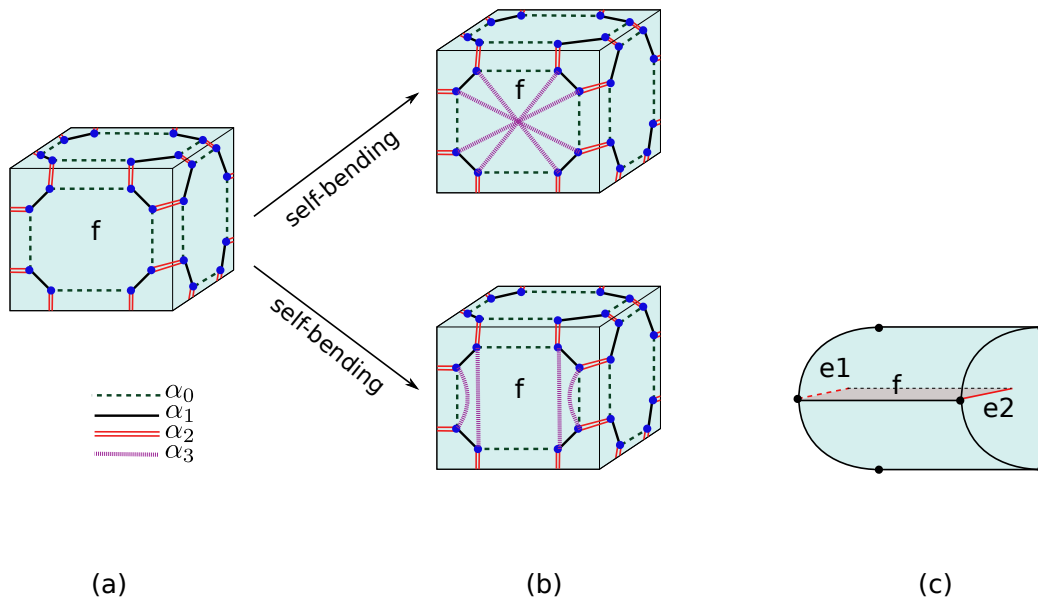 f
self-bending
self-bending
f
f
α0
α1
α2
α3
e1
f
e2
(a)
(b)
(c)